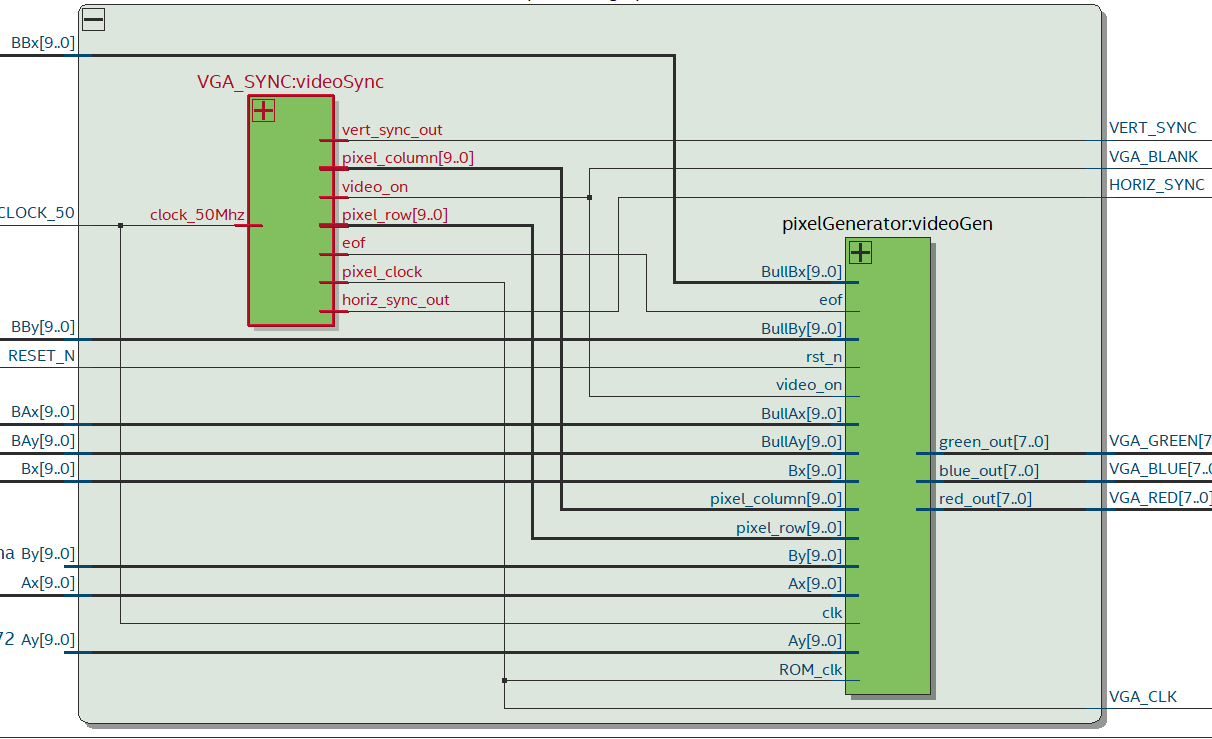 BBx[9..0]
VGA_SYNC:videoSync
vert_sync_out
VERT_SYNC
pixel_column[9..0]
VGA_BLANK
video_on
HORIZ_SYNC
CLOCK_50
clock_50Mhz
pixel_row[9..0]
pixelGenerator:videoGen
eof
pixel_clock
BullBx[9..0]
horiz_sync_out
eof
BBy[9..0]
BullBy[9..0]
RESET_N
rst_n
video_on
BAx[9..0]
BullAx[9..0]
BAy[9..0]
BullAy[9..0]
green_out[7..0]
VGA_GREEN[7
Bx[9..0]
Bx[9..0]
blue_out[7..0]
VGA_BLUE[7..0
pixel_column[9..0]
red_out[7..0]
VGA_RED[7..0]
pixel_row[9..0]
na By[9..0]
By[9..0]
Ax[9..0]
Ax[9..0]
clk
72 Ay[9..0]
Ay[9..0]
ROM_clk
VGA_CLK